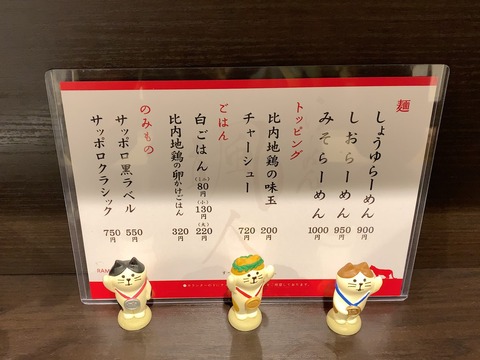 麺
しょうゆらーめん 900円
しおらーめん 950円
みそらーめん 1000円
トッピング
比内地鶏の味玉 200円
チャーシュー 720円
ごはん
白ごはん (ミニ)80円 (小)130円 (大)220円
比内地鶏の卵かけごはん 320円
のみもの
サッポロ黒ラベル 550円
サッポロクラシック 750円
RAM